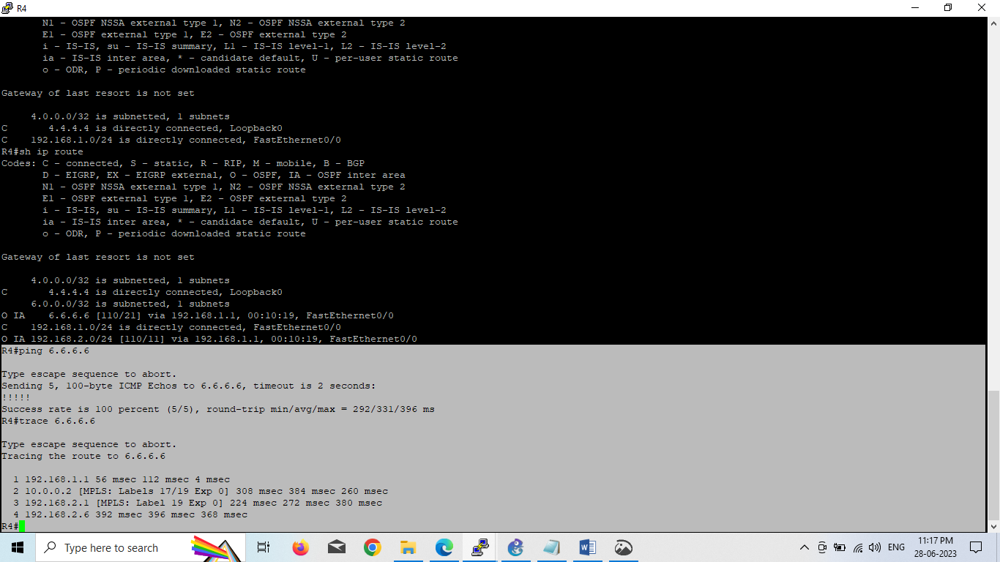 R4
N1 - OSPF NSSA external type 1, N2 - OSPF NSSA external type 2
E1 - OSPF external type 1, E2 - OSPF external type 2
i - IS-IS, su - IS-IS summary, L1 - IS-IS level-1, L2 - IS-IS level-2
ia - IS-IS inter area, * - candidate default, U - per-user static route
o - ODR, P - periodic downloaded static route
Gateway of last resort is not set
4.0.0.0/32 is subnetted, 1 subnets
C 4.4.4.4 is directly connected, Loopback0
C 192.168.1.0/24 is directly connected, FastEthernet0/0
R4#sh ip route
Codes: C - connected, S - static, R - RIP, M - mobile, B - BGP
D - EIGRP, EX - EIGRP external, O - OSPF, IA - OSPF inter area
N1 - OSPF NSSA external type 1, N2 - OSPF NSSA external type 2
E1 - OSPF external type 1, E2 - OSPF external type 2
i - IS-IS, su - IS-IS summary, L1 - IS-IS level-1, L2 - IS-IS level-2
ia - IS-IS inter area, * - candidate default, U - per-user static route
o - ODR, P - periodic downloaded static route
Gateway of last resort is not set
4.0.0.0/32 is subnetted, 1 subnets
C 4.4.4.4 is directly connected, Loopback0
6.0.0.0/32 is subnetted, 1 subnets
O IA 6.6.6.6 [110/21] via 192.168.1.1, 00:10:19, FastEthernet0/0
C 192.168.1.0/24 is directly connected, FastEthernet0/0
O IA 192.168.2.0/24 [110/11] via 192.168.1.1, 00:10:19, FastEthernet0/0
R4#ping 6.6.6.6
Type escape sequence to abort.
Sending 5, 100-byte ICMP Echos to 6.6.6.6, timeout is 2 seconds:
!!!!!
Success rate is 100 percent (5/5), round-trip min/avg/max = 292/331/396 ms
R4#trace 6.6.6.6
Type escape sequence to abort.
Tracing the route to 6.6.6.6
1 192.168.1.1 56 msec 112 msec 4 msec
2 10.0.0.2 [MPLS: Labels 17/19 Exp 0] 308 msec 384 msec 260 msec
3 192.168.2.1 [MPLS: Label 19 Exp 0] 224 msec 272 msec 380 msec
4 192.168.2.6 392 msec 396 msec 368 msec
R4#
Type here to search
ENG
11:17 PM
28-06-2023